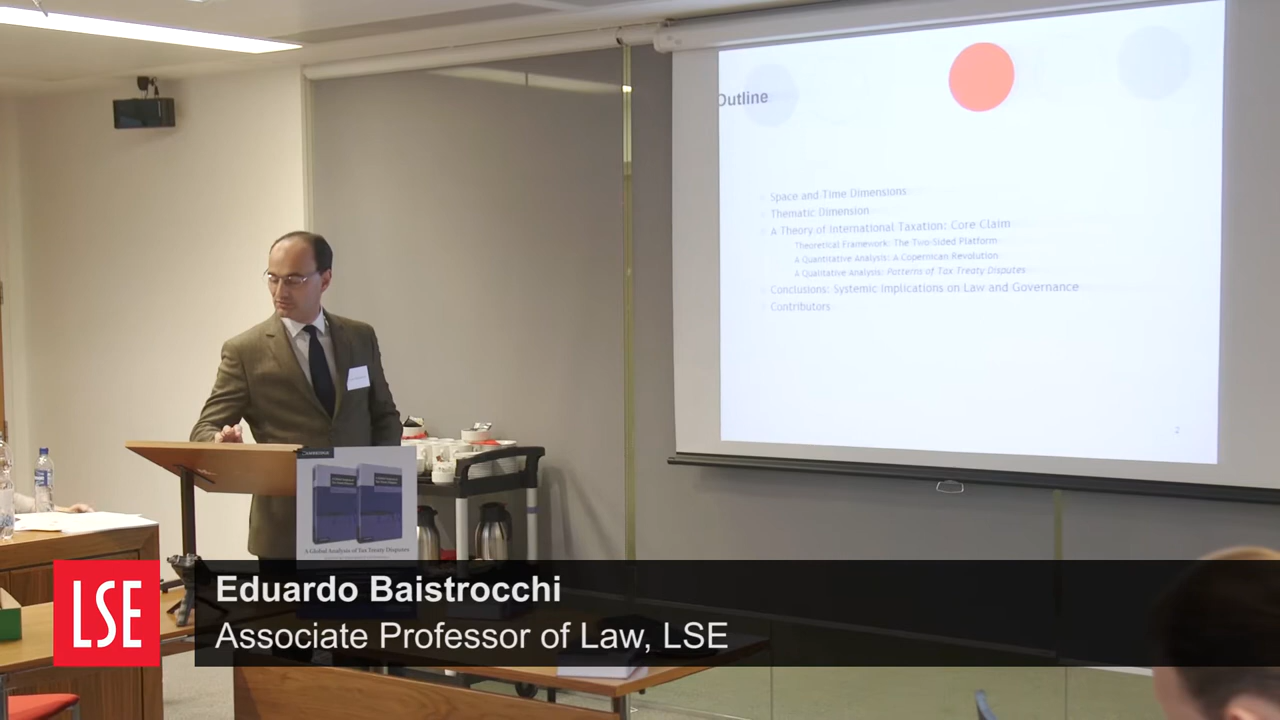 Outline
Space and Time Dimensions
Thematic Dimension
A Theory of International Taxation: Core Claim
Theoretical Framework: The Two-Sided Platform
A Quantitative Analysis: A Copernican Revolution
A Qualitative Analysis: Patterns of Tax Treaty Disputes
Conclusions: Systemic Implications on Law and Governance
Contributors
2
A Global Analysis of Tax Treaty Disputes
LSE
Eduardo Baistrocchi
Associate Professor of Law, LSE